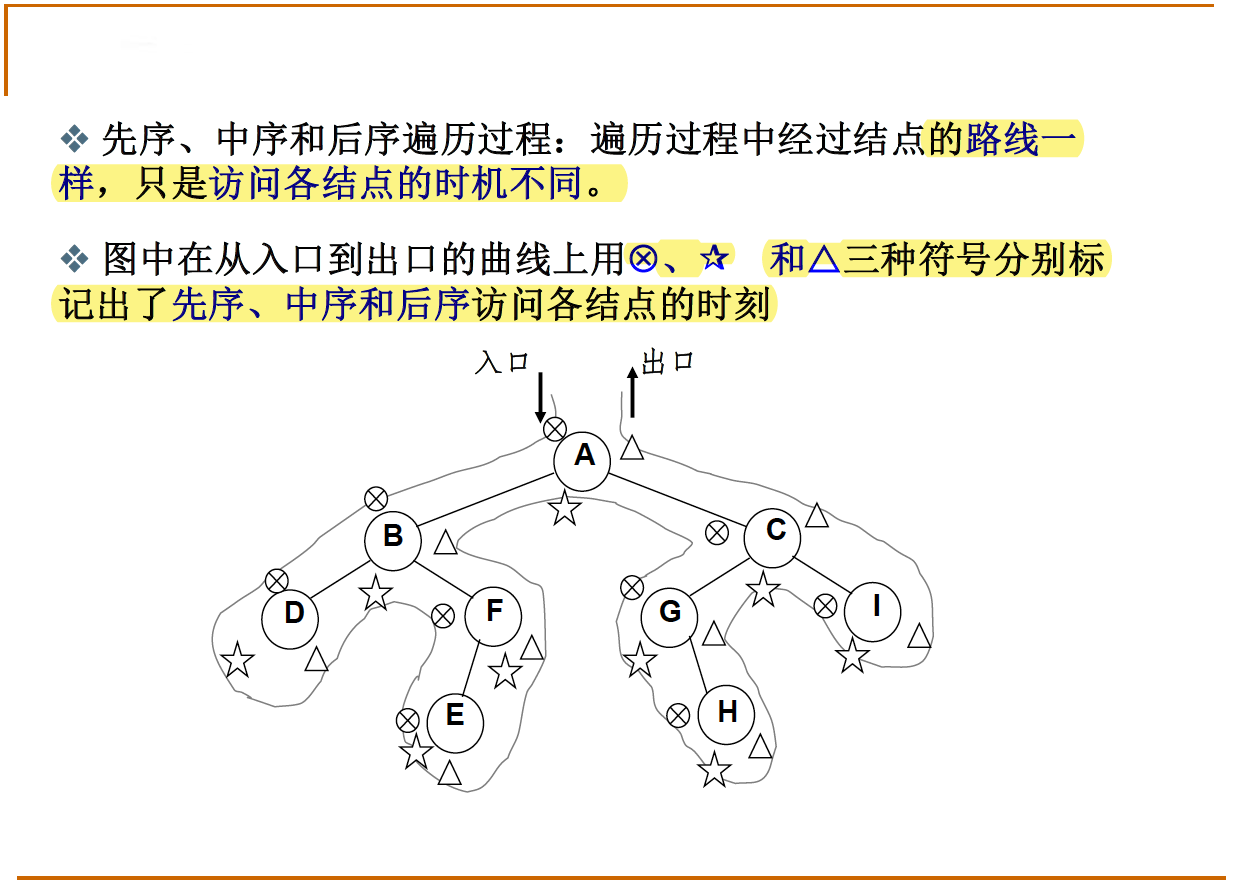 ❖ 先序、中序和后序遍历过程：遍历过程中经过结点的路线一
样，只是访问各结点的时机不同。
❖ 图中在从入口到出口的曲线上用⊗、☆ 和△三种符号分别标
记出了先序、中序和后序访问各结点的时刻
入口 出口
A
B C
D F G I
E H